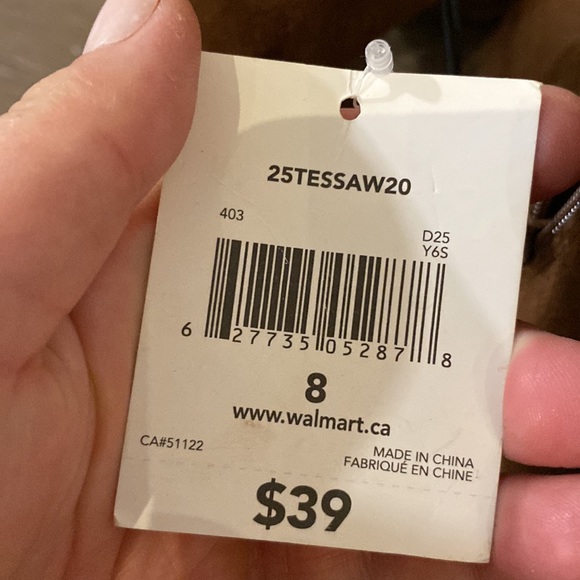 25TESSAW20
403
D25
Y6S
6 27735 05287 8
8
www.walmart.ca
CA#51122
MADE IN CHINA
FABRIQUÉ EN CHINE
$39